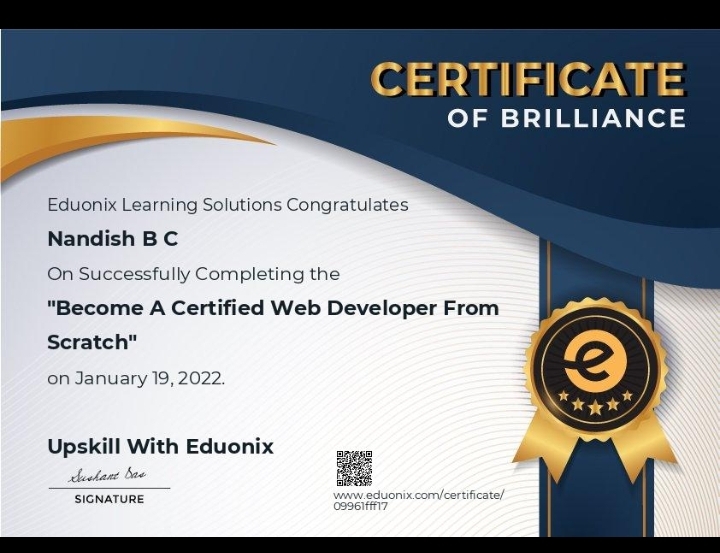 CERTIFICATE
OF BRILLIANCE
Eduonix Learning Solutions Congratulates
Nandish B C
On Successfully Completing the
"Become A Certified Web Developer From
Scratch"
on January 19, 2022.
Upskill With Eduonix
Sushant Das
SIGNATURE
www.eduonix.com/certificate/
09961fff17